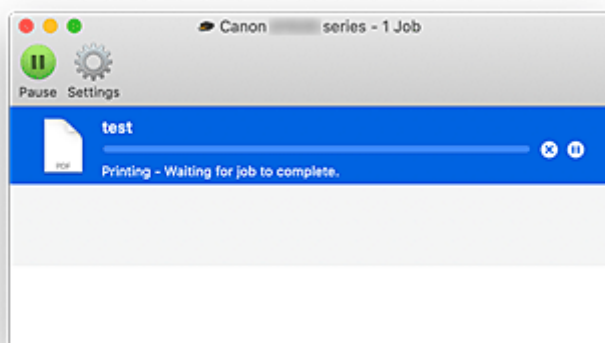 Canon series - 1 Job
Pause Settings
test
PDF
Printing - Waiting for job to complete.